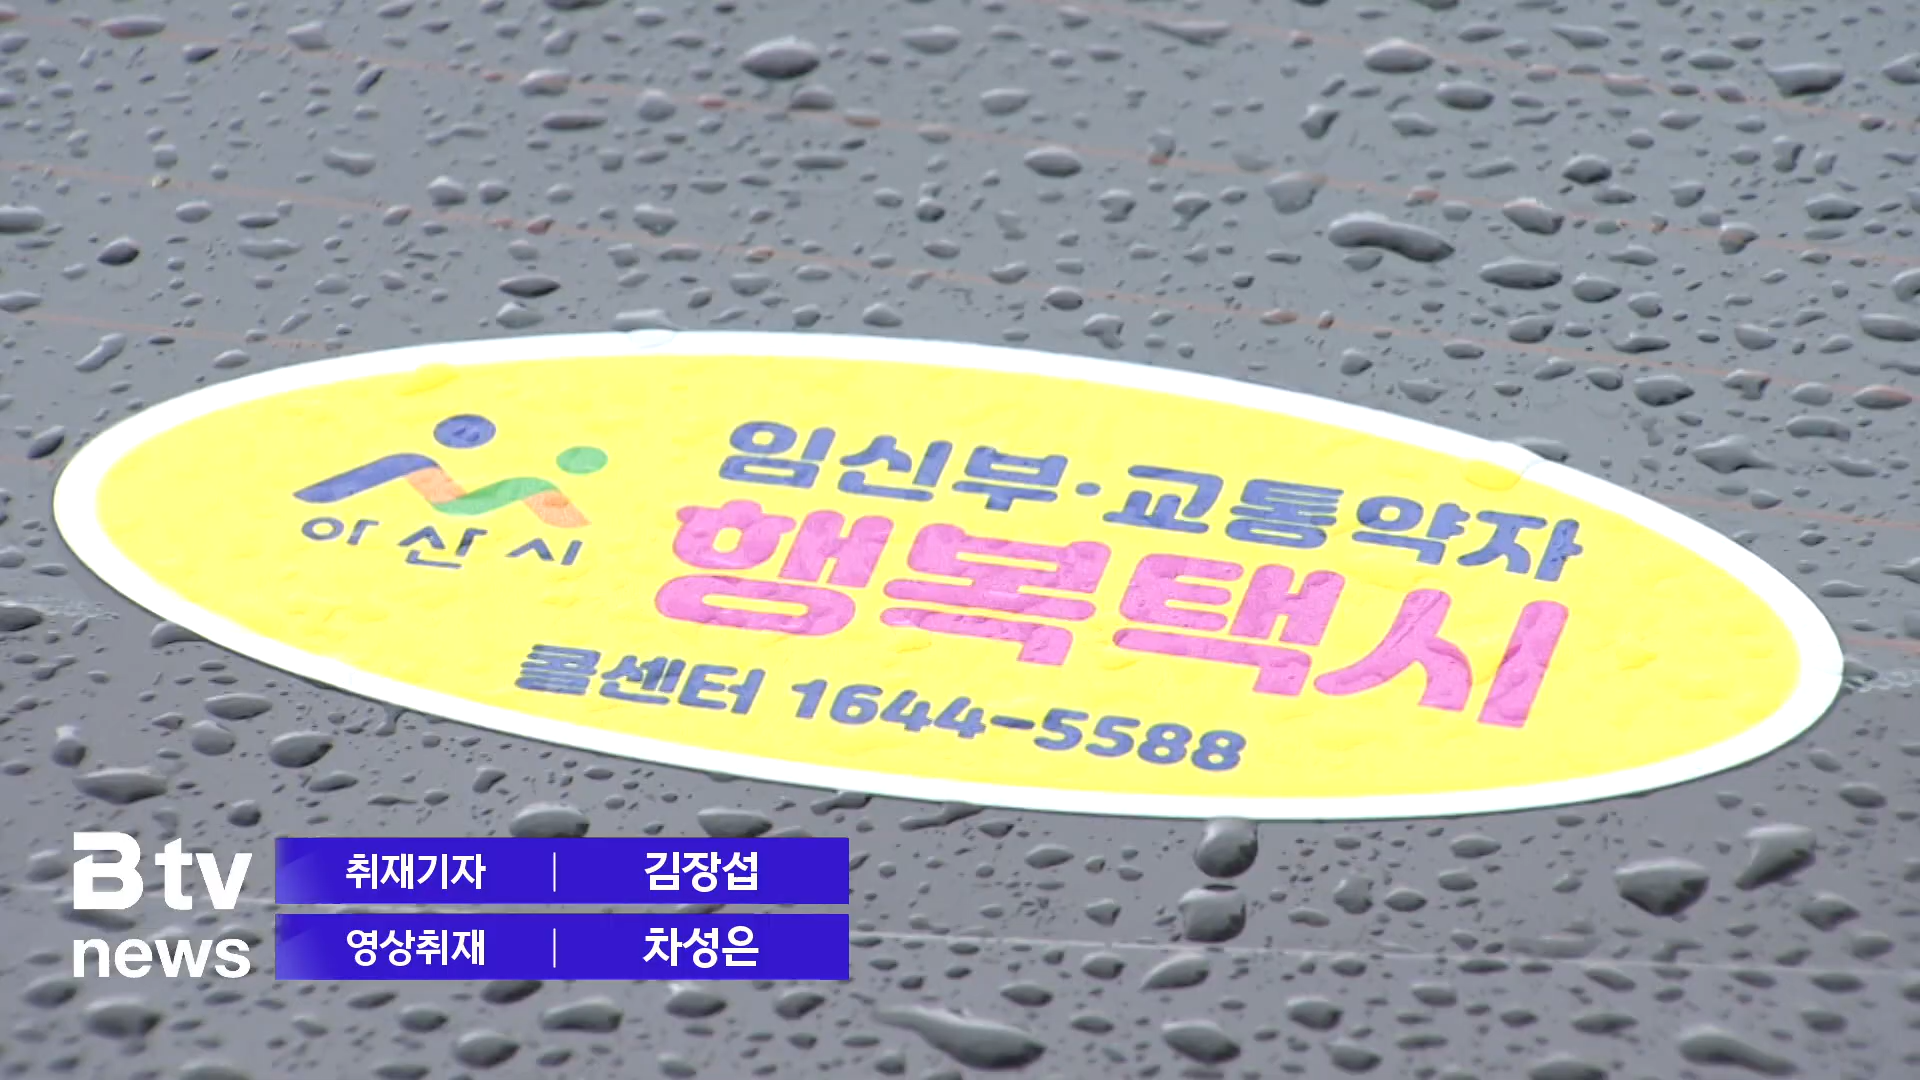 임신부·교통약자
아산시
행복택시
콜센터 1644-5588
B tv
news
취재기자 | 김장섭
영상취재 | 차성은